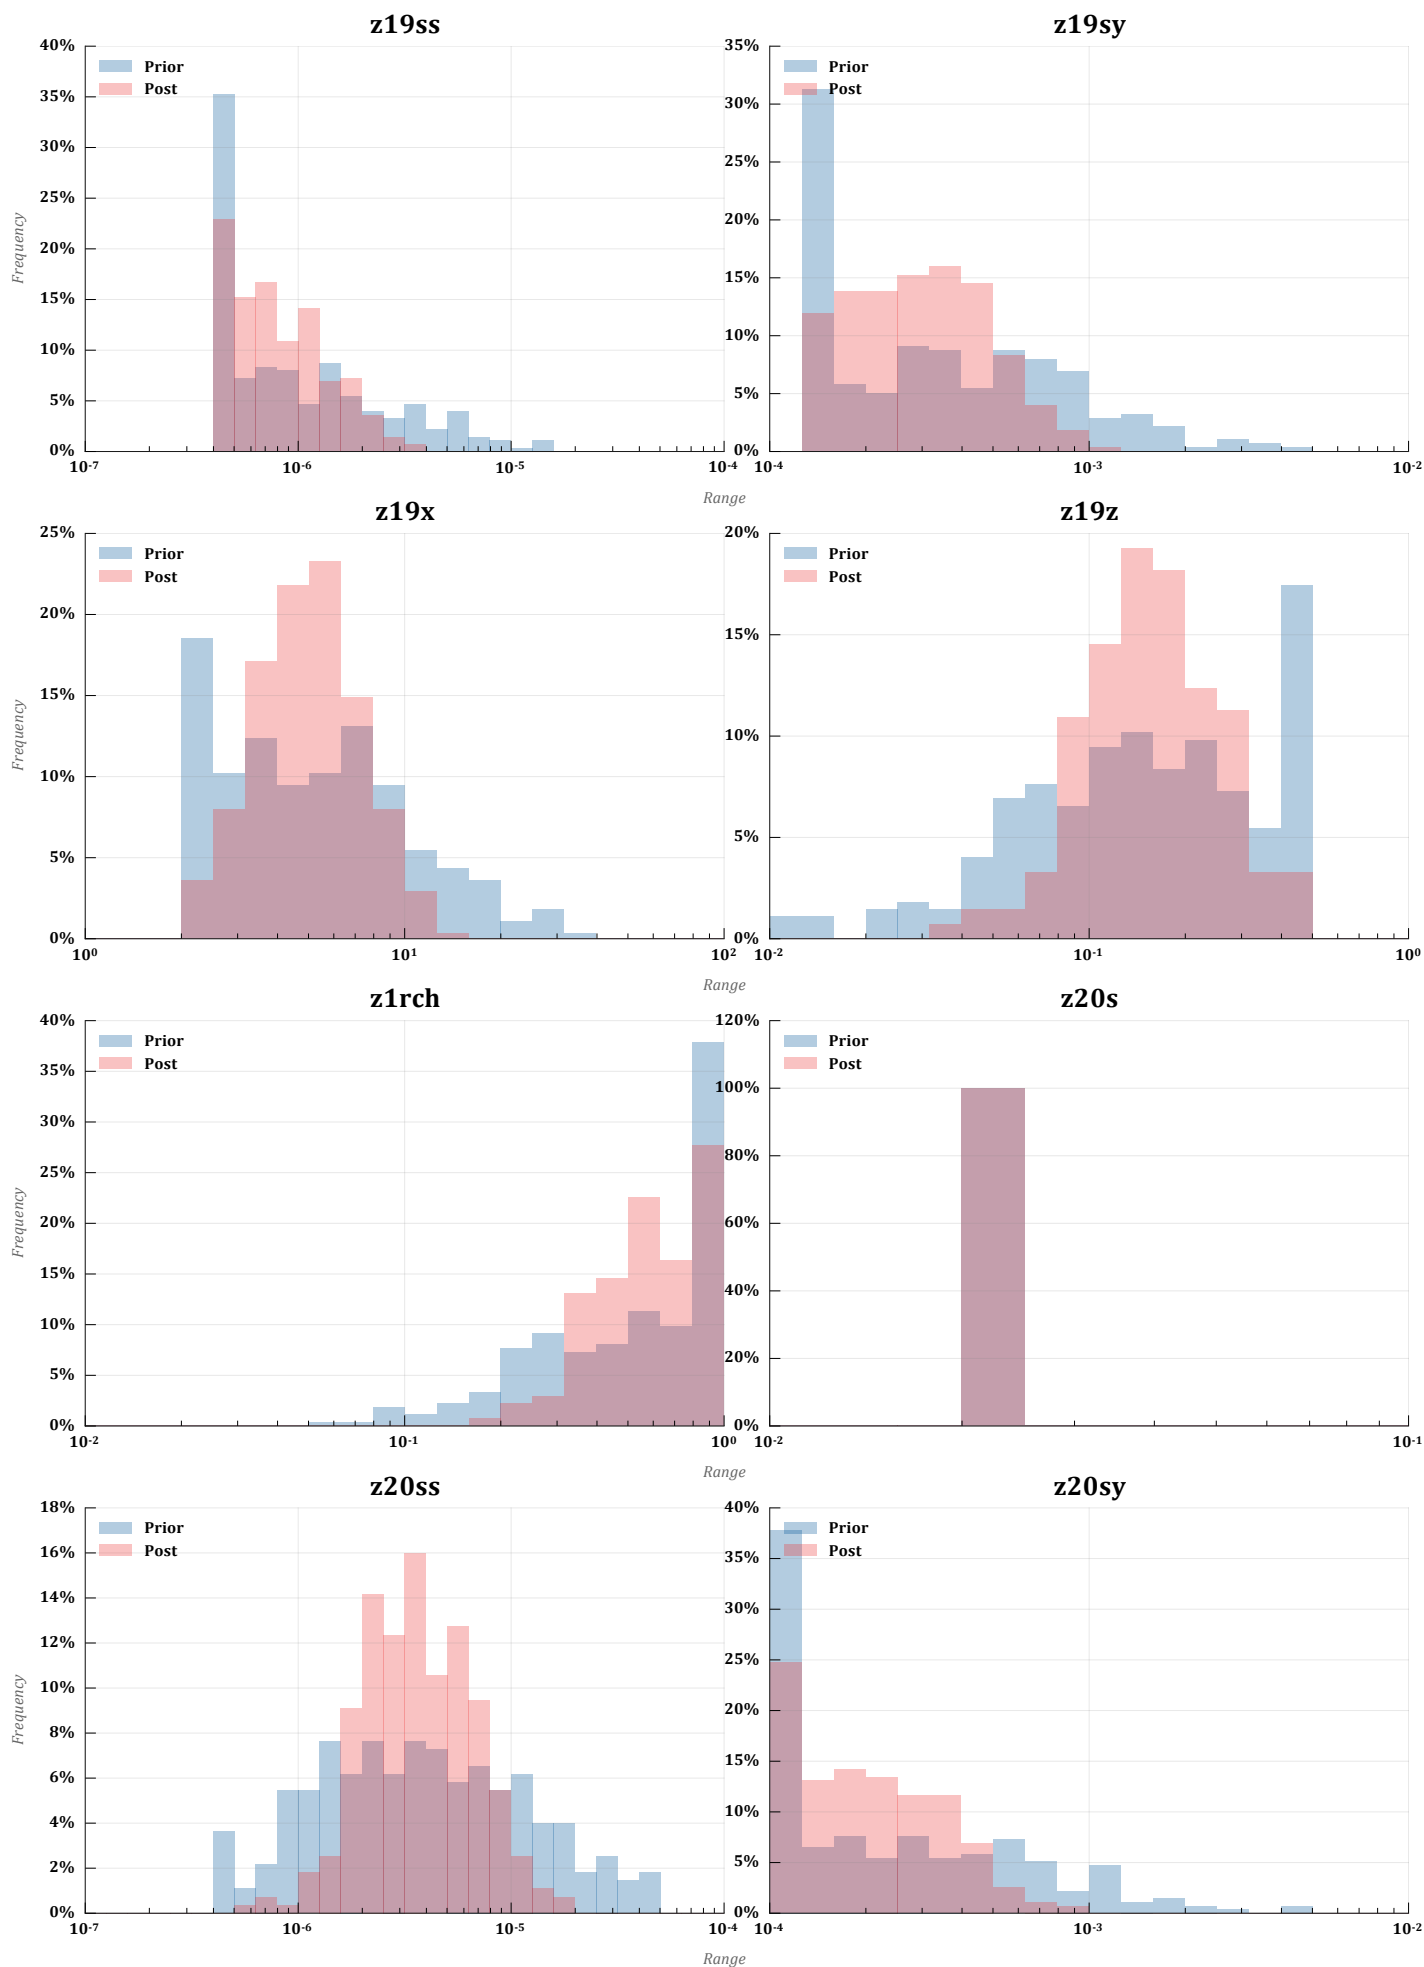 z19ss
z19sy
40%
35%
30%
25%
20%
15%
10%
5%
0%
Frequency
Prior
Post
10-7
10-6
10-5
10-4
35%
30%
25%
20%
15%
10%
5%
0%
Prior
Post
10-4
10-3
10-2
Range
z19x
z19z
25%
20%
15%
10%
5%
0%
Frequency
Prior
Post
10⁰
10¹
10²
20%
15%
10%
5%
0%
Prior
Post
10-2
10-1
10⁰
Range
z1rch
z20s
40%
35%
30%
25%
20%
15%
10%
5%
0%
Frequency
Prior
Post
10-2
10-1
10⁰
120%
100%
80%
60%
40%
20%
0%
Prior
Post
10-2
10-1
Range
z20ss
z20sy
18%
16%
14%
12%
10%
8%
6%
4%
2%
0%
Frequency
Prior
Post
10-7
10-6
10-5
10-4
40%
35%
30%
25%
20%
15%
10%
5%
0%
Prior
Post
10-4
10-3
10-2
Range